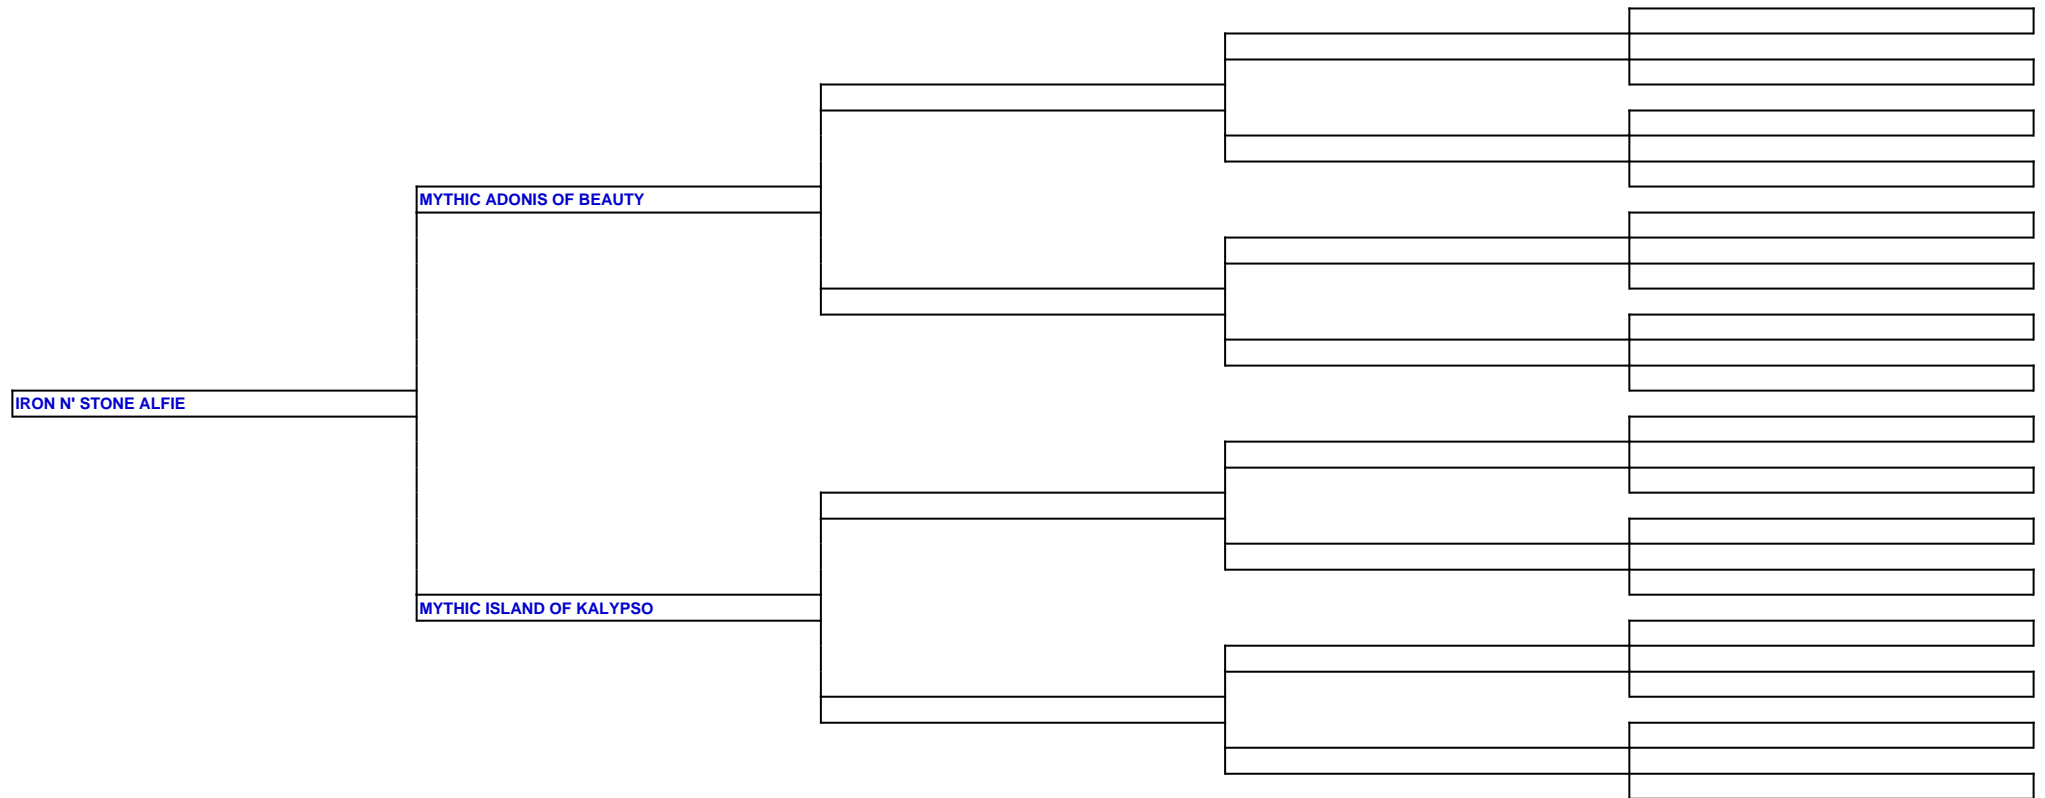 MYTHIC ADONIS OF BEAUTY
IRON N' STONE ALFIE
MYTHIC ISLAND OF KALYPSO